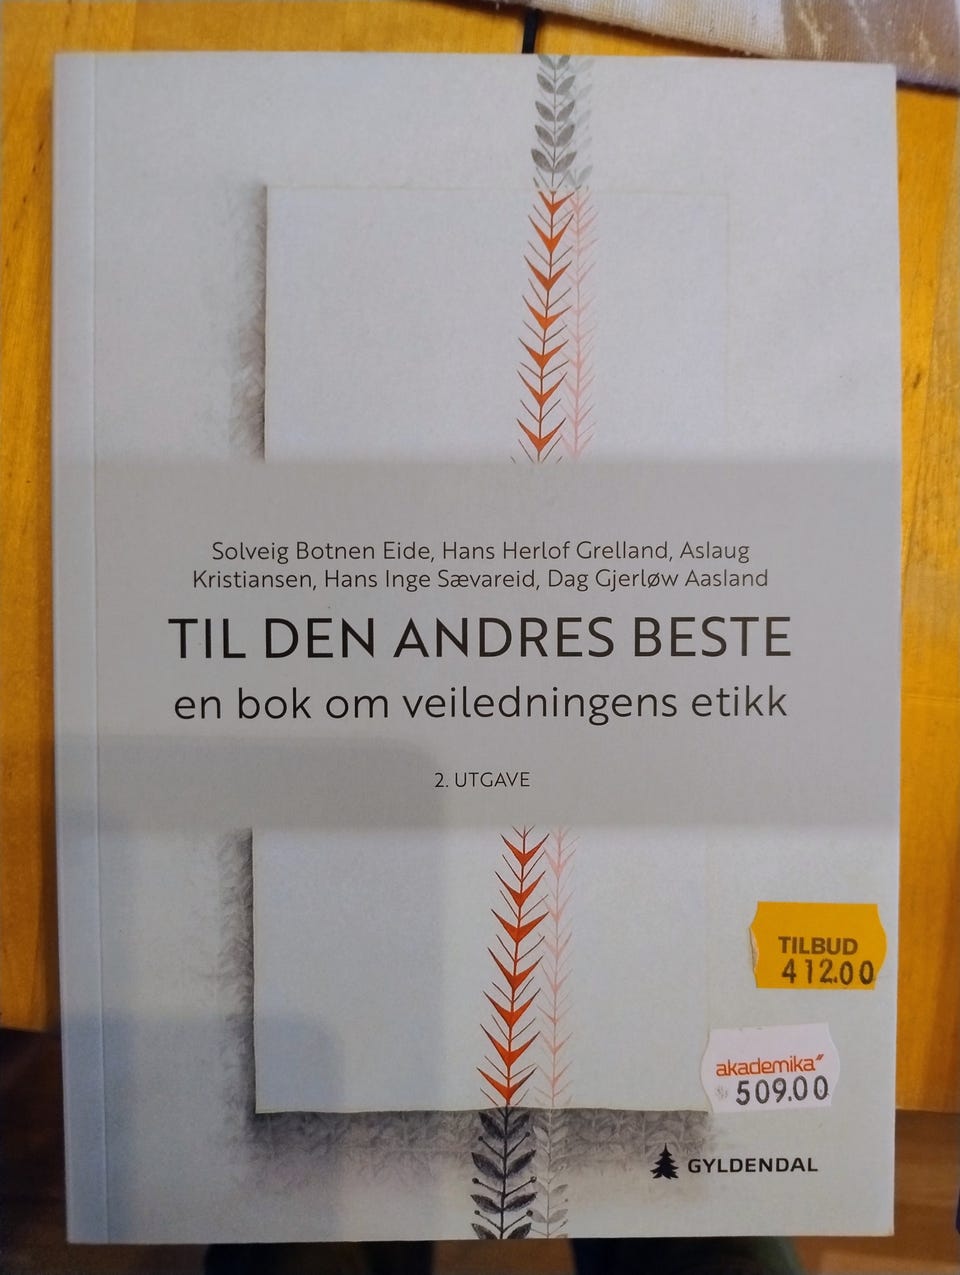 Solveig Botnen Eide, Hans Herlof Grelland, Aslaug
Kristiansen, Hans Inge Sævareid, Dag Gjerløw Aasland
TIL DEN ANDRES BESTE
en bok om veiledningens etikk
2. UTGAVE
TILBUD
412.00
akademika
509.00
GYLDENDAL